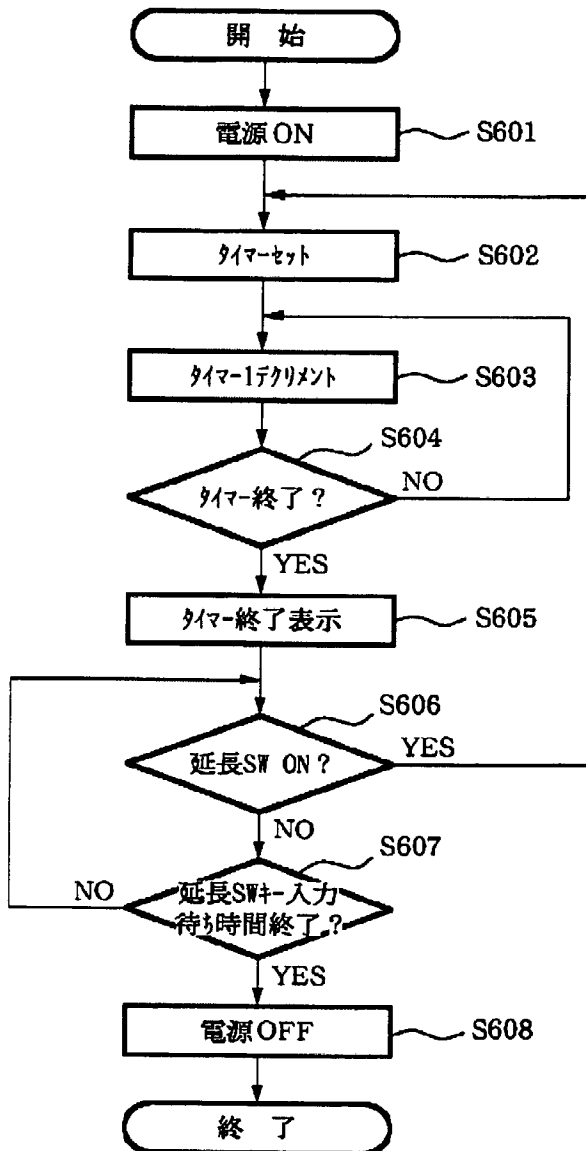 開 始
電源ON
S601
タイマーセット
S602
タイマー1デクリメント
S603
S604
タイマー終了?
NO
YES
タイマー終了表示
S605
S606
延長SW ON?
YES
NO
S607
NO
延長SWキー入力
待ち時間終了?
YES
電源OFF
S608
終 了